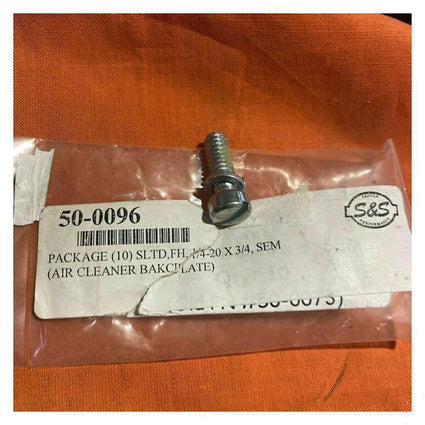 50-0096
S&S
PACKAGE (10) SLTD,FH, 1/4-20 X 3/4, SEM
(AIR CLEANER BAKCPLATE)